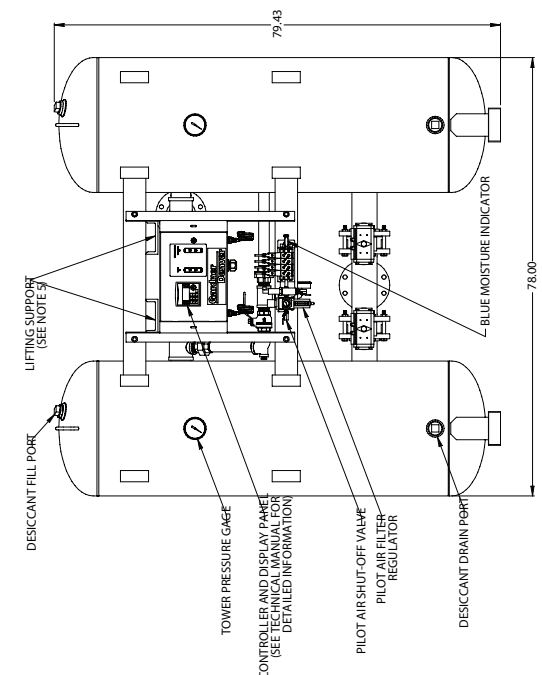 79.43
LIFTING SUPPORT
(SEE NOTE 5)
DESICCANT FILL PORT
BLUE MOISTURE INDICATOR
78.00
TOWER PRESSURE GAGE
CONTROLLER AND DISPLAY PANEL
(SEE TECHNICAL MANUAL FOR
DETAILED INFORMATION)
PILOT AIR SHUT-OFF VALVE
PILOT AIR FILTER
REGULATOR
DESICCANT DRAIN PORT
Gardner
DENVER